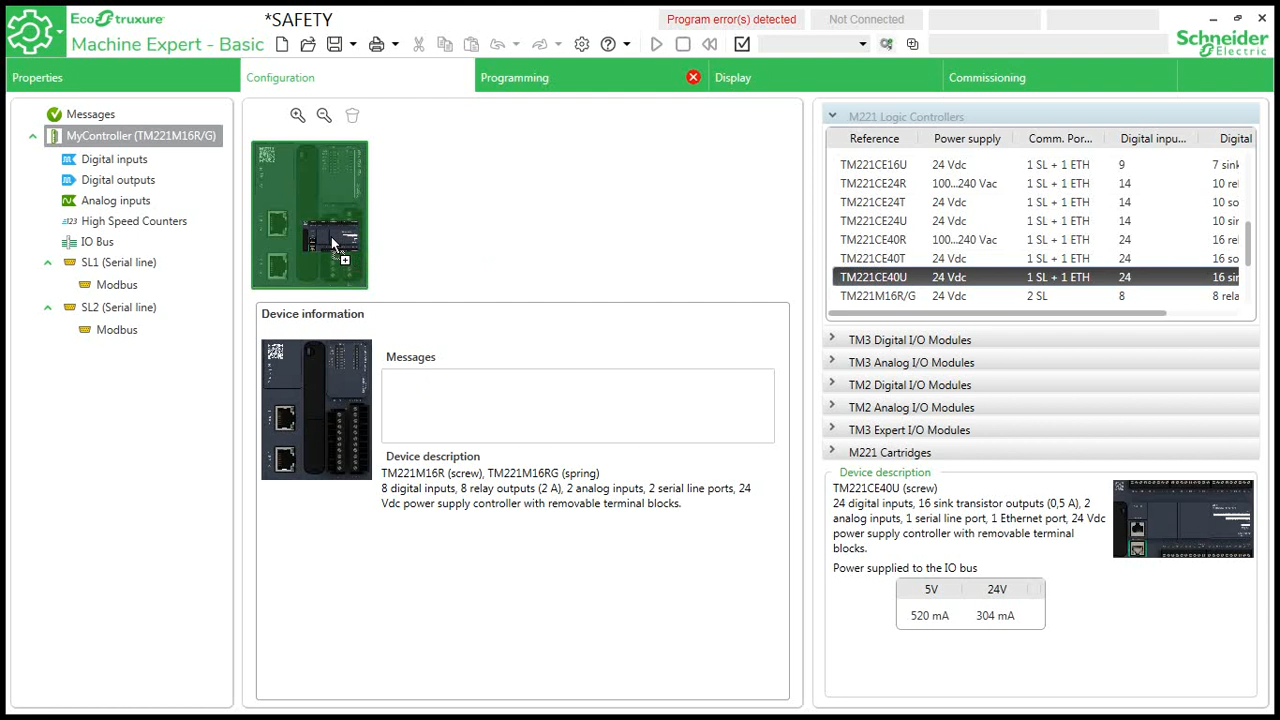 EcoStruxure
Machine Expert - Basic
*SAFETY
Program error(s) detected
Not Connected
Schneider
Electric
Properties
Configuration
Programming
Display
Commissioning
Messages
MyController (TM221M16R/G)
Digital inputs
Digital outputs
Analog inputs
High Speed Counters
IO Bus
SL1 (Serial line)
Modbus
SL2 (Serial line)
Modbus
Device information
Messages
Device description
TM221M16R (screw), TM221M16RG (spring)
8 digital inputs, 8 relay outputs (2 A), 2 analog inputs, 2 serial line ports, 24
Vdc power supply controller with removable terminal
blocks.
M221 Logic Controllers
Reference Power supply Comm. Por... Digital inpu... Digital
TM221CE16U 24 Vdc 1 SL + 1 ETH 9 7 sink
TM221CE24R 100...240 Vac 1 SL + 1 ETH 14 10 rel
TM221CE24T 24 Vdc 1 SL + 1 ETH 14 10 so
TM221CE24U 24 Vdc 1 SL + 1 ETH 14 10 sir
TM221CE40R 100...240 Vac 1 SL + 1 ETH 24 16 rel
TM221CE40T 24 Vdc 1 SL + 1 ETH 24 16 so
TM221CE40U 24 Vdc 1 SL + 1 ETH 24 16 sir
TM221M16R/G 24 Vdc 2 SL 8 8 rela
TM3 Digital I/O Modules
TM3 Analog I/O Modules
TM2 Digital I/O Modules
TM2 Analog I/O Modules
TM3 Expert I/O Modules
M221 Cartridges
Device description
TM221CE40U (screw)
24 digital inputs, 16 sink transistor outputs (0,5 A), 2
analog inputs, 1 serial line port, 1 Ethernet port, 24 Vdc
power supply controller with removable terminal
blocks.
Power supplied to the IO bus
5V 24V
520 mA 304 mA